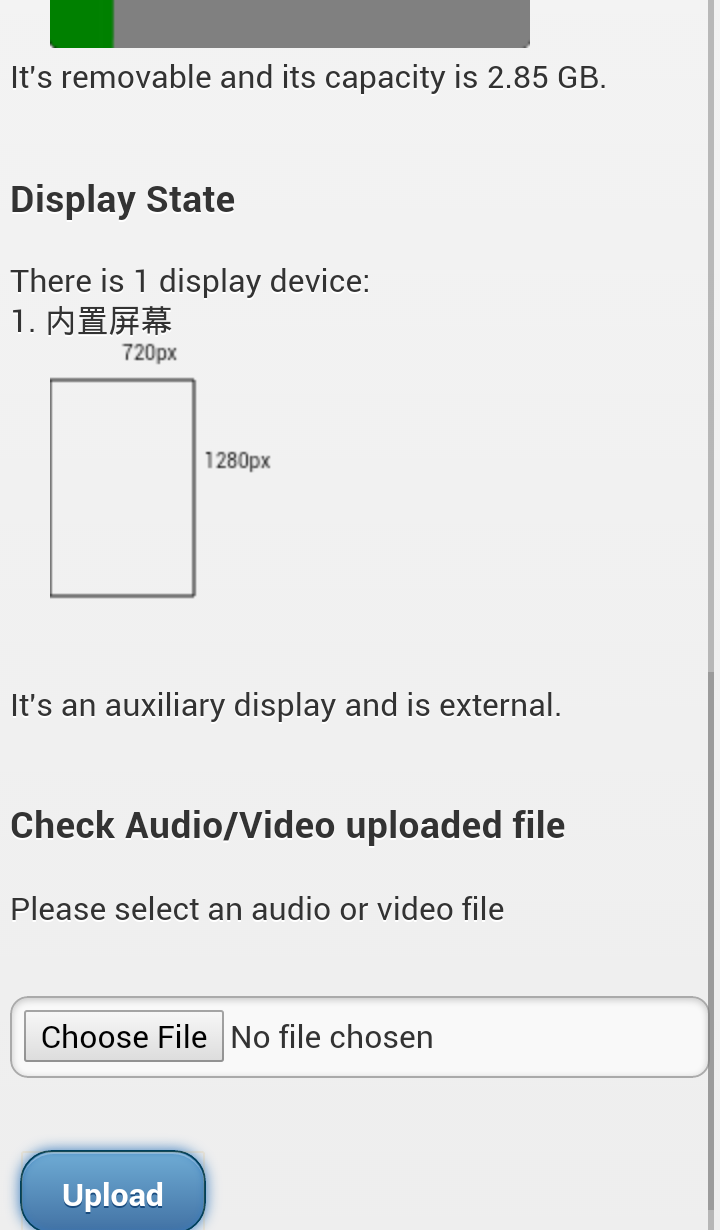 It's removable and its capacity is 2.85 GB.
Display State
There is 1 display device:
1. 内置屏幕
720px
1280px
It's an auxiliary display and is external.
Check Audio/Video uploaded file
Please select an audio or video file
Choose File No file chosen
Upload